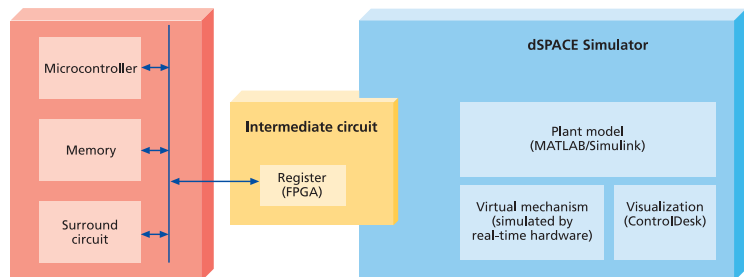 Microcontroller
Memory
Surround
circuit
Intermediate circuit
Register
(FPGA)
dSPACE Simulator
Plant model
(MATLAB/Simulink)
Virtual mechanism
(simulated by
real-time hardware)
Visualization
(ControlDesk)